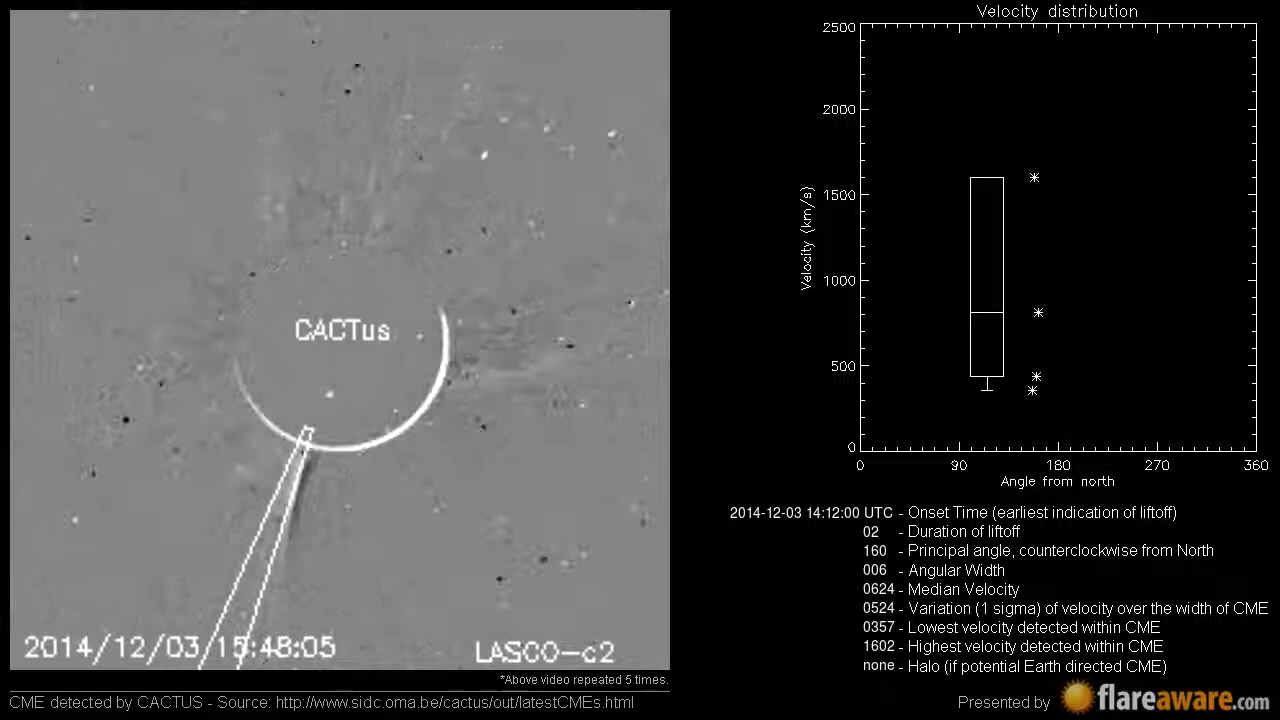 CACTus
2014/12/03/15:48:05
LASCO-c2
*Above video repeated 5 times.
CME detected by CACTUS - Source: http://www.sidc.oma.be/cactus/out/latestCMEs.html
Velocity distribution
2500
2000
1500
1000
500
0
Velocity (km/s)
0 90 180 270 360
Angle from north
2014-12-03 14:12:00 UTC - Onset Time (earliest indication of liftoff)
02 - Duration of liftoff
160 - Principal angle, counterclockwise from North
006 - Angular Width
0624 - Median Velocity
0524 - Variation (1 sigma) of velocity over the width of CME
0357 - Lowest velocity detected within CME
1602 - Highest velocity detected within CME
none - Halo (if potential Earth directed CME)
Presented by flareaware.com